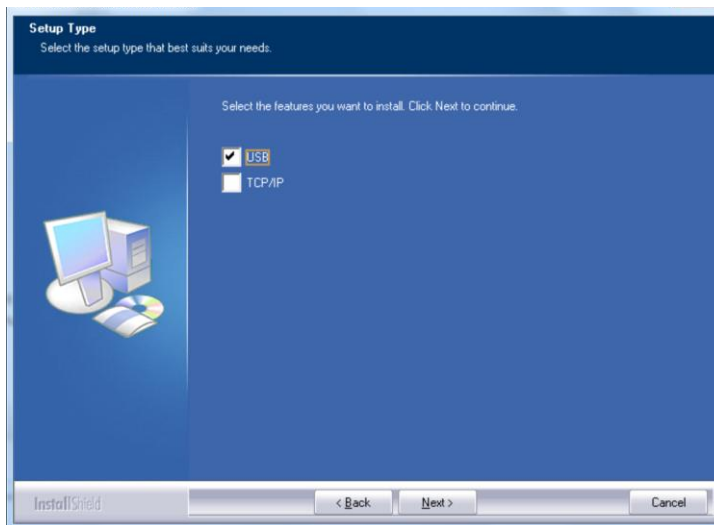 Setup Type
Select the setup type that best suits your needs.
Select the features you want to install. Click Next to continue.
USB
TCP/IP
InstallShield
< Back Next > Cancel